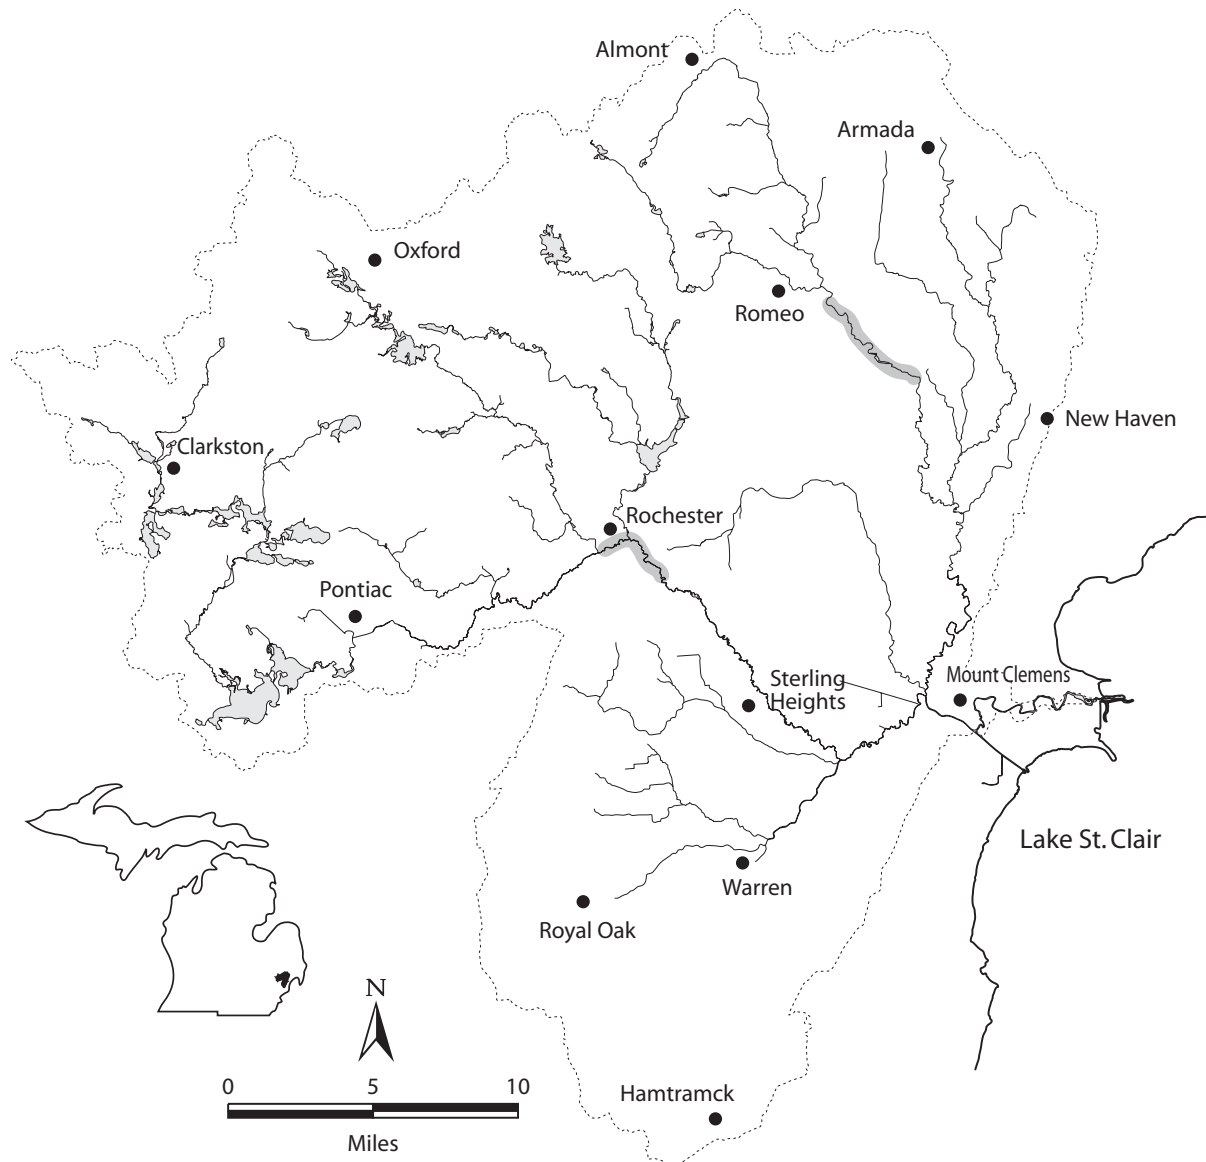 Almont
Armada
Oxford
Romeo
New Haven
Clarkston
Rochester
Pontiac
Mount Clemens
Sterling
Heights
Lake St. Clair
Warren
Royal Oak
N
0 5 10
Miles
Hamtramck